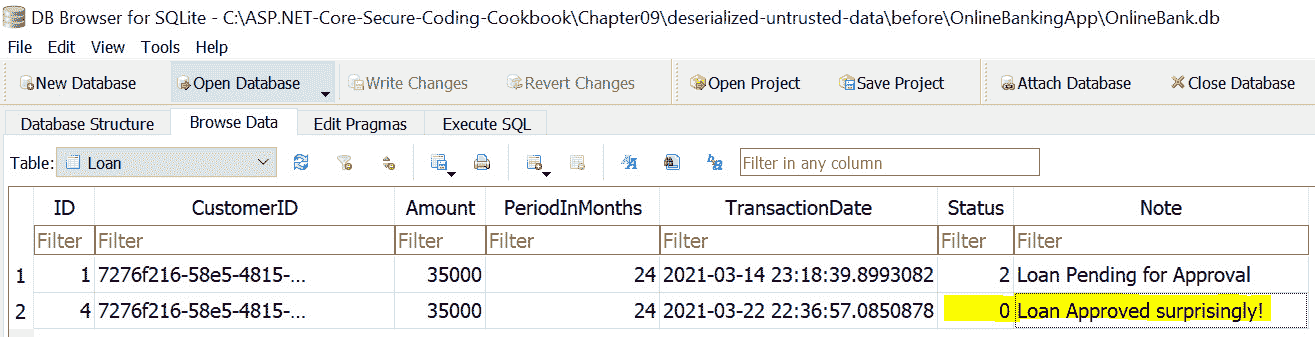 DB Browser for SQLite - C:\ASP.NET-Core-Secure-Coding-Cookbook\Chapter09\deserialized-untrusted-data\before\OnlineBankingApp\OnlineBank.db
File Edit View Tools Help
New Database Open Database Write Changes Revert Changes Open Project Save Project Attach Database Close Database
Database Structure Browse Data Edit Pragmas Execute SQL
Table: Loan Filter in any column
ID CustomerID Amount PeriodInMonths TransactionDate Status Note
Filter Filter Filter Filter Filter Filter Filter
1 1 7276f216-58e5-4815-... 35000 24 2021-03-14 23:18:39.8993082 2 Loan Pending for Approval
2 4 7276f216-58e5-4815-... 35000 24 2021-03-22 22:36:57.0850878 0 Loan Approved surprisingly!